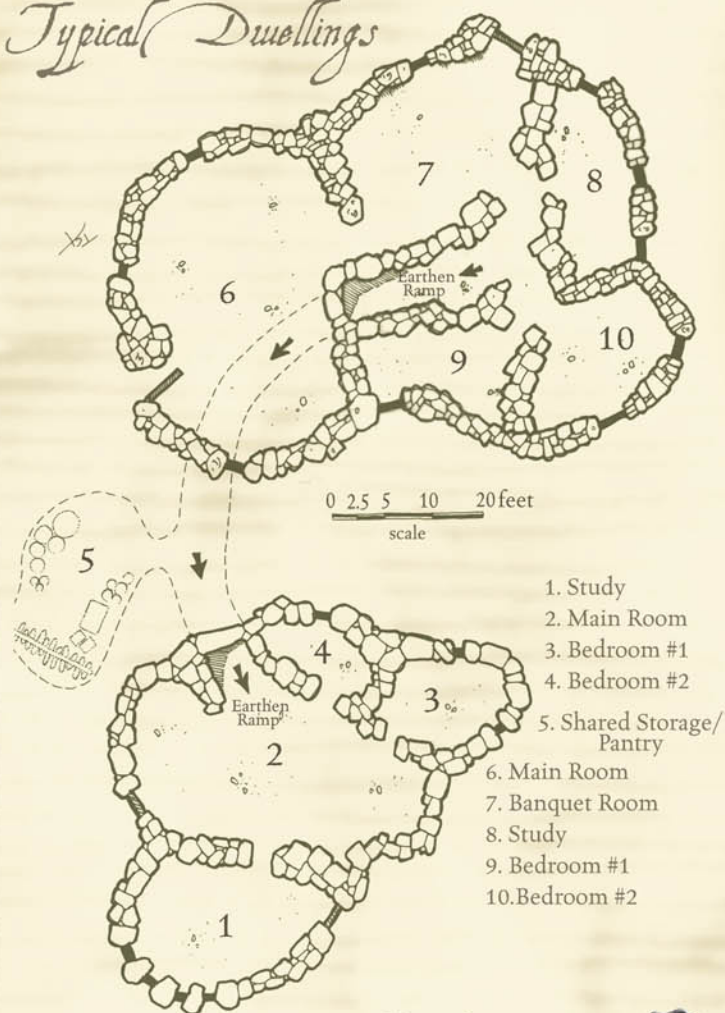 Typical Dwellings
7
8
6
Earthen
Ramp
10
9
0 2.5 5 10 20 feet
scale
5
1. Study
2. Main Room
3. Bedroom #1
4. Bedroom #2
5. Shared Storage/
Pantry
6. Main Room
7. Banquet Room
8. Study
9. Bedroom #1
10.Bedroom #2
4
3
Earthen
Ramp
2
1